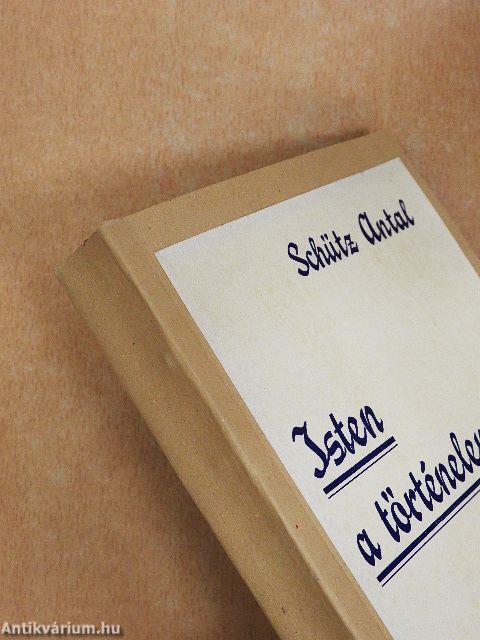 Schütz Antal
Isten
a történelem
Antikvárium.hu